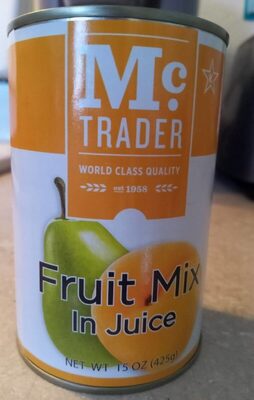 Mc
TRADER
WORLD CLASS QUALITY
est 1958
Fruit Mix
In Juice
NET WT 15 OZ (425g)